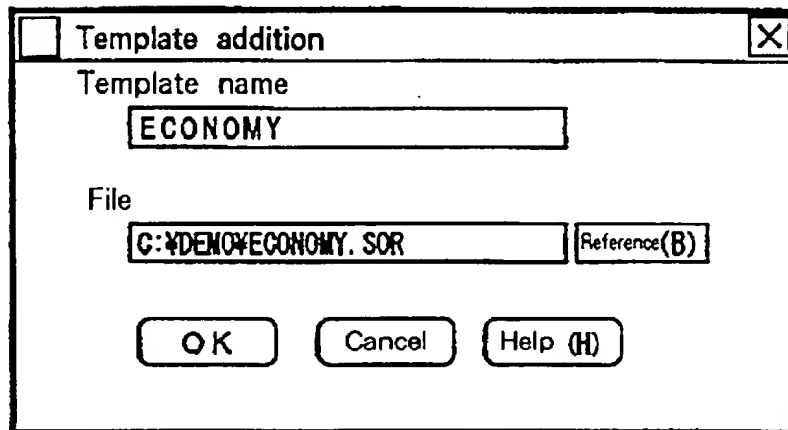 Template addition
Template name
ECONOMY
File
C:¥DEMO¥ECONOMY. SOR Reference(B)
OK Cancel Help (H)